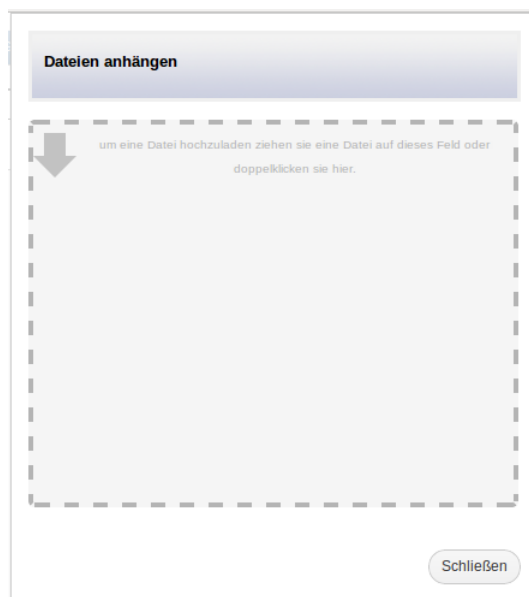 Dateien anhängen
um eine Datei hochzuladen ziehen sie eine Datei auf dieses Feld oder
doppelklicken sie hier.
Schließen